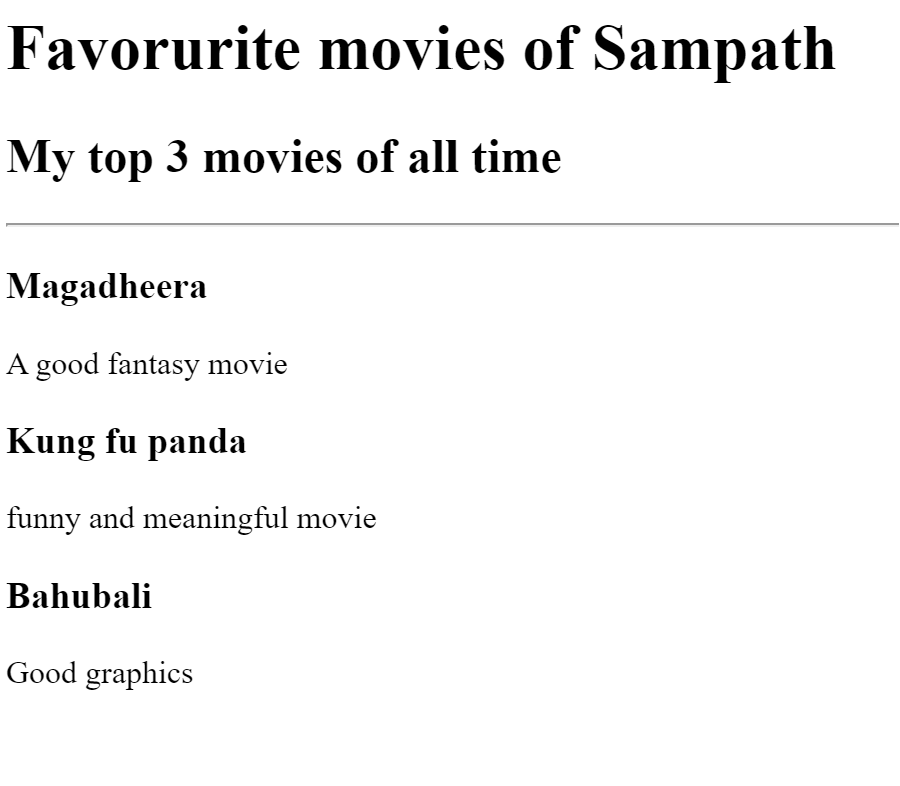 Favorurite movies of Sampath
My top 3 movies of all time
Magadheera
A good fantasy movie
Kung fu panda
funny and meaningful movie
Bahubali
Good graphics